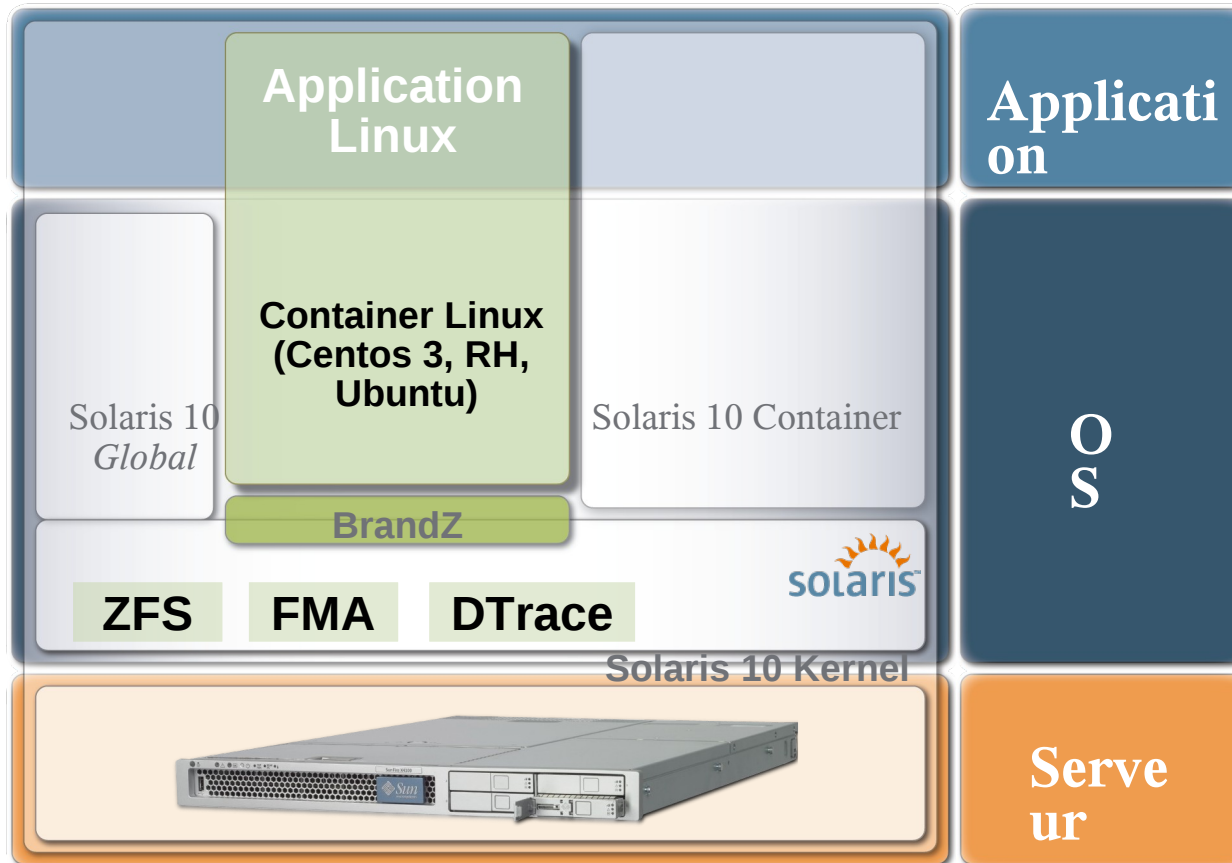 Application
Linux
Applicati
on
Container Linux
(Centos 3, RH,
Ubuntu)
Solaris 10
Global
Solaris 10 Container
O
S
BrandZ
solaris™
ZFS
FMA
DTrace
Solaris 10 Kernel
Sun
Serve
ur